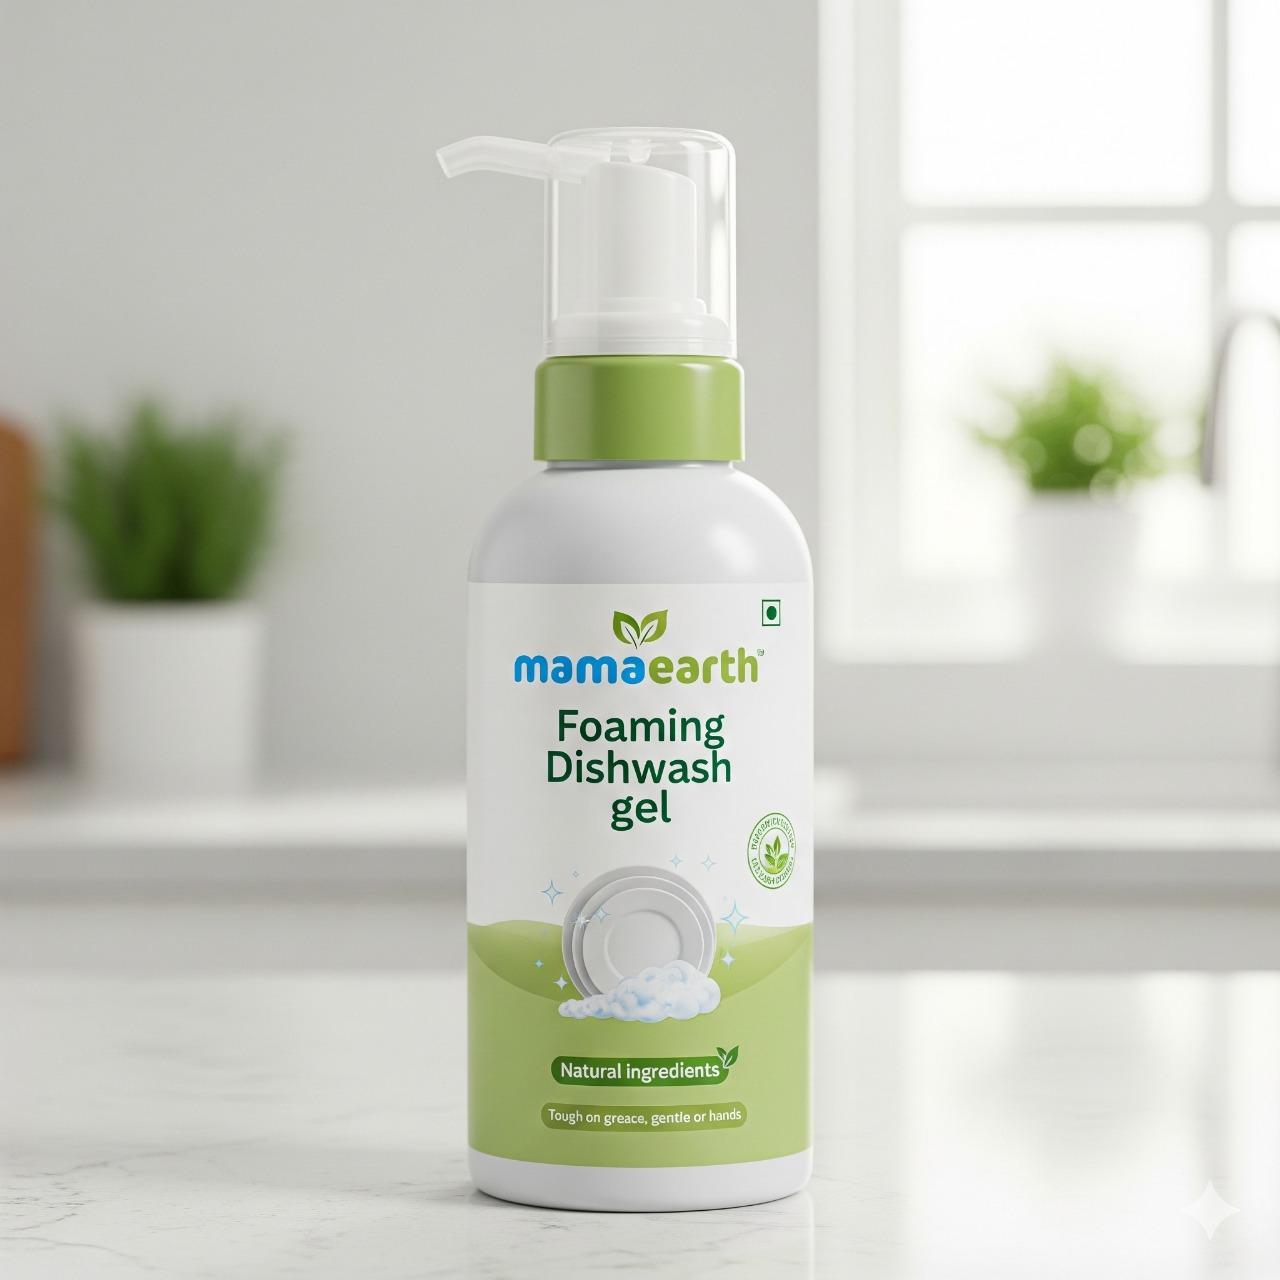 mamaearth
Foaming
Dishwash
gel
Natural ingredients
Tough on greace, gentle or hands